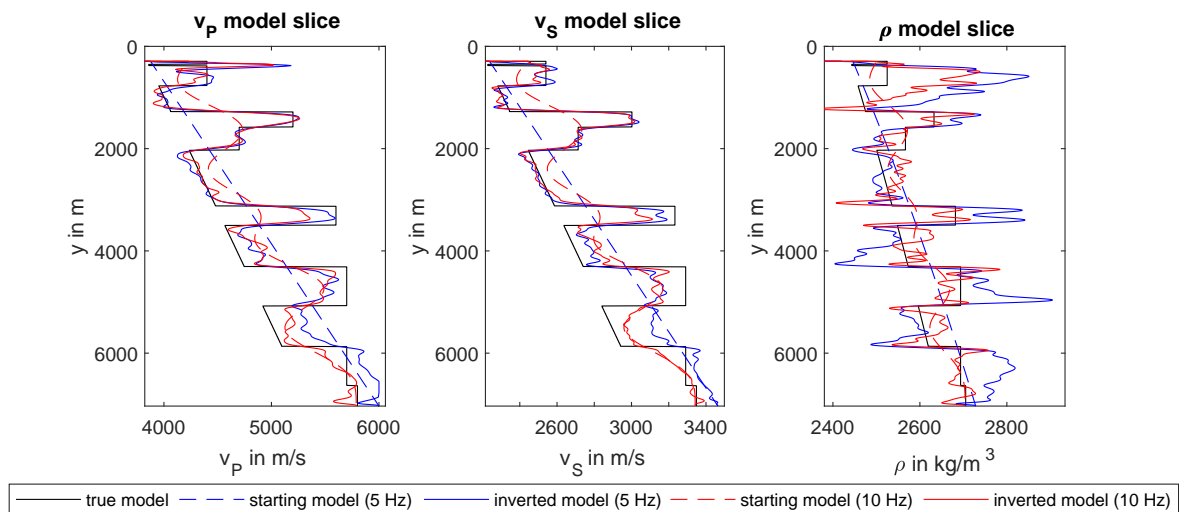 v_P model slice
v_S model slice
ρ model slice
0
2000
4000
6000
y in m
4000
5000
6000
v_P in m/s
0
2000
4000
6000
y in m
2600
3000
3400
v_S in m/s
0
2000
4000
6000
y in m
2400
2600
2800
ρ in kg/m³
true model
starting model (5 Hz)
inverted model (5 Hz)
starting model (10 Hz)
inverted model (10 Hz)